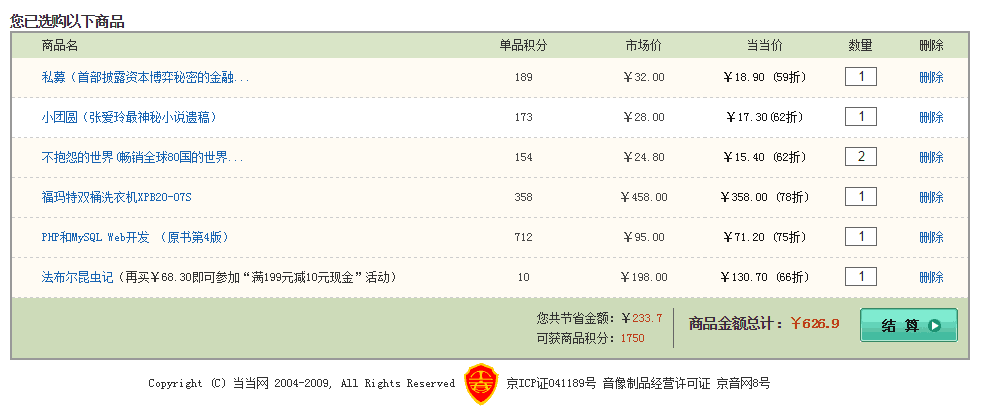 您已选购以下商品
商品名 单品积分 市场价 当当价 数量 删除
私募（首部披露资本博弈秘密的金融... 189 ￥32.00 ￥18.90 (59折) 1 删除
小团圆（张爱玲最神秘小说遗稿） 173 ￥28.00 ￥17.30(62折) 1 删除
不抱怨的世界(畅销全球80国的世界... 154 ￥24.80 ￥15.40 (62折) 2 删除
福玛特双桶洗衣机XPB20-07S 358 ￥458.00 ￥358.00 (78折) 1 删除
PHP和MySQL Web开发 （原书第4版） 712 ￥95.00 ￥71.20 (75折) 1 删除
法布尔昆虫记（再买￥68.30即可参加“满199元减10元现金”活动） 10 ￥198.00 ￥130.70 (66折) 1 删除
您共节省金额：￥233.7
可获商品积分：1750
商品金额总计：￥626.9
结 算
Copyright (C) 当当网 2004-2009, All Rights Reserved 京ICP证041189号 音像制品经营许可证 京音网8号